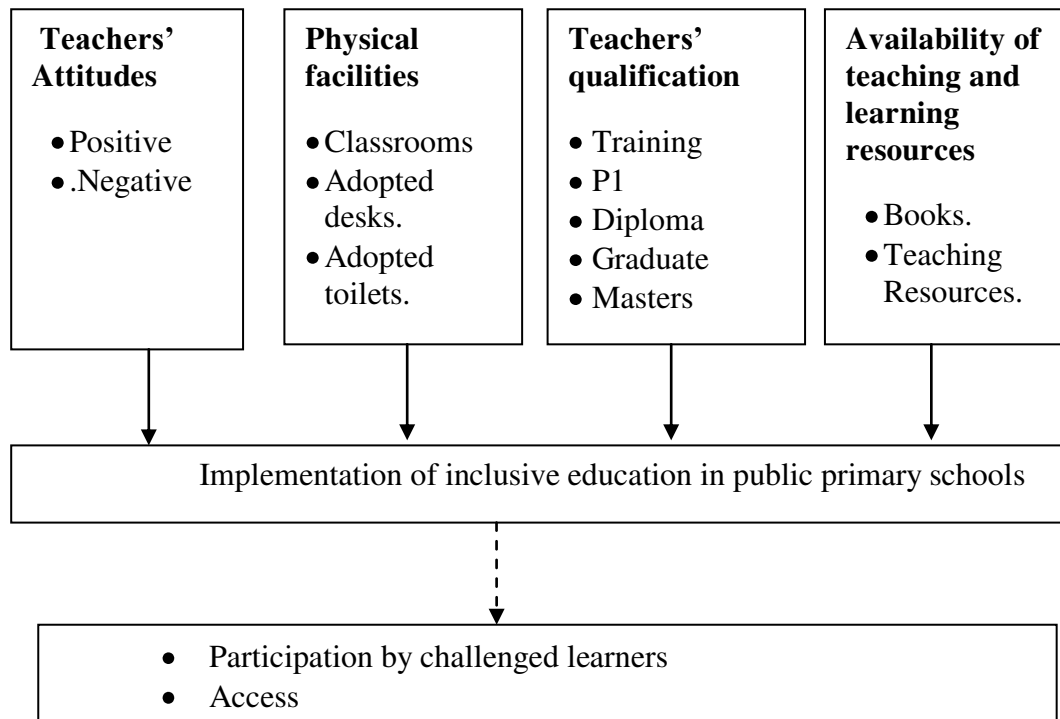 Teachers’
Attitudes
• Positive
• .Negative
Physical
facilities
• Classrooms
• Adopted
desks.
• Adopted
toilets.
Teachers’
qualification
• Training
• P1
• Diploma
• Graduate
• Masters
Availability of
teaching and
learning
resources
• Books.
• Teaching
Resources.
Implementation of inclusive education in public primary schools
• Participation by challenged learners
• Access